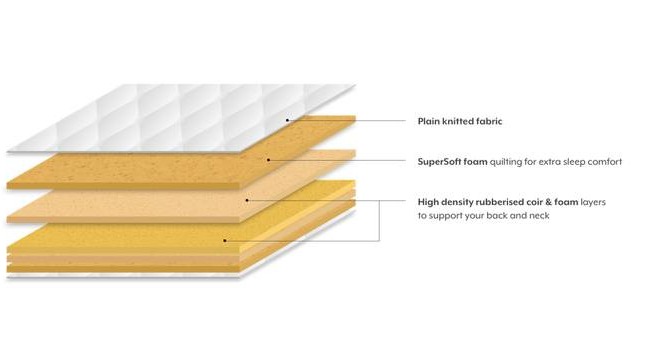 Plain knitted fabric
SuperSoft foam quilting for extra sleep comfort
High density rubberised coir & foam layers
to support your back and neck